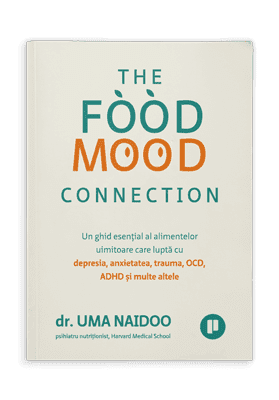 THE
FÒÒD
MOOD
CONNECTION
Un ghid esențial al alimentelor
uimitoare care luptă cu
depresia, anxietatea, trauma, OCD,
ADHD și multe altele
dr. UMA NAIDOO
psihiatru nutriționist, Harvard Medical School